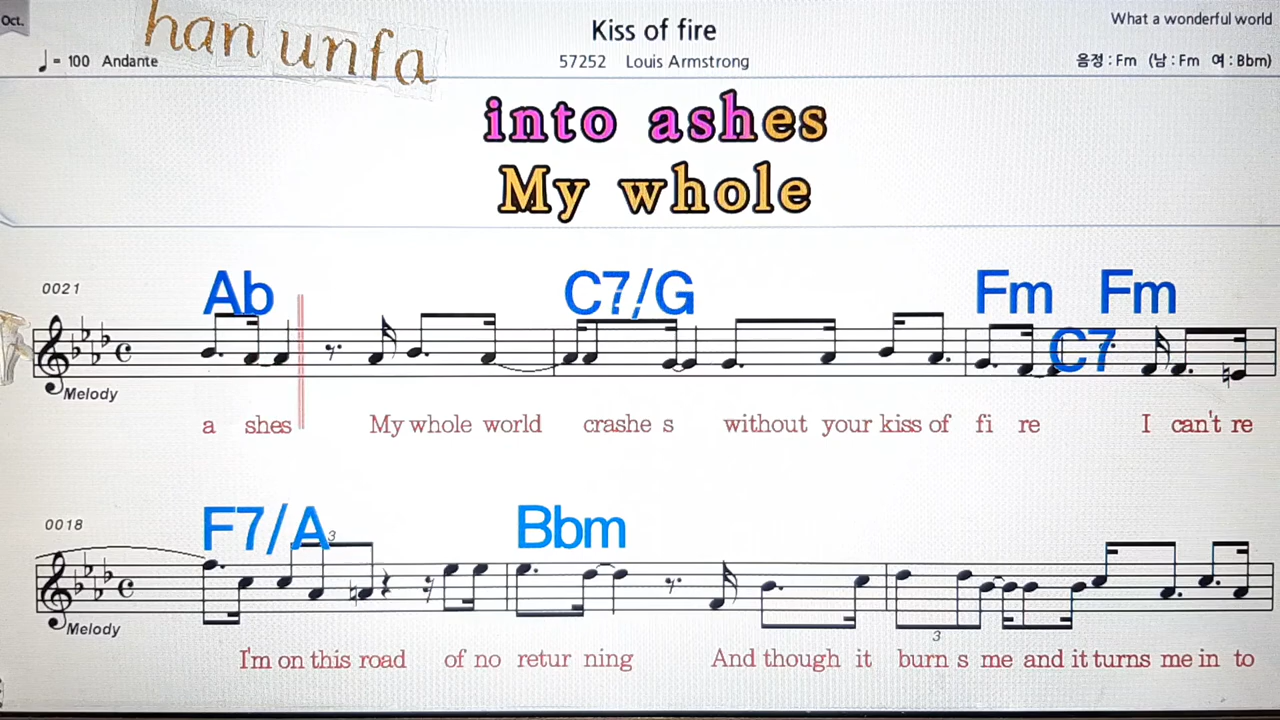 Oct.
han unfa
Kiss of fire
What a wonderful world
♩= 100 Andante
57252 Louis Armstrong
음정 : Fm (남 : Fm 여 : Bbm)
into ashes
My whole
0021
Ab C7/G Fm C7 Fm
Melody
a shes My whole world crashe s without your kiss of fi re I can't re
0018
F7/A Bbm
3
Melody
3
I'm on this road of no retur ning And though it burn s me and it turns me in to